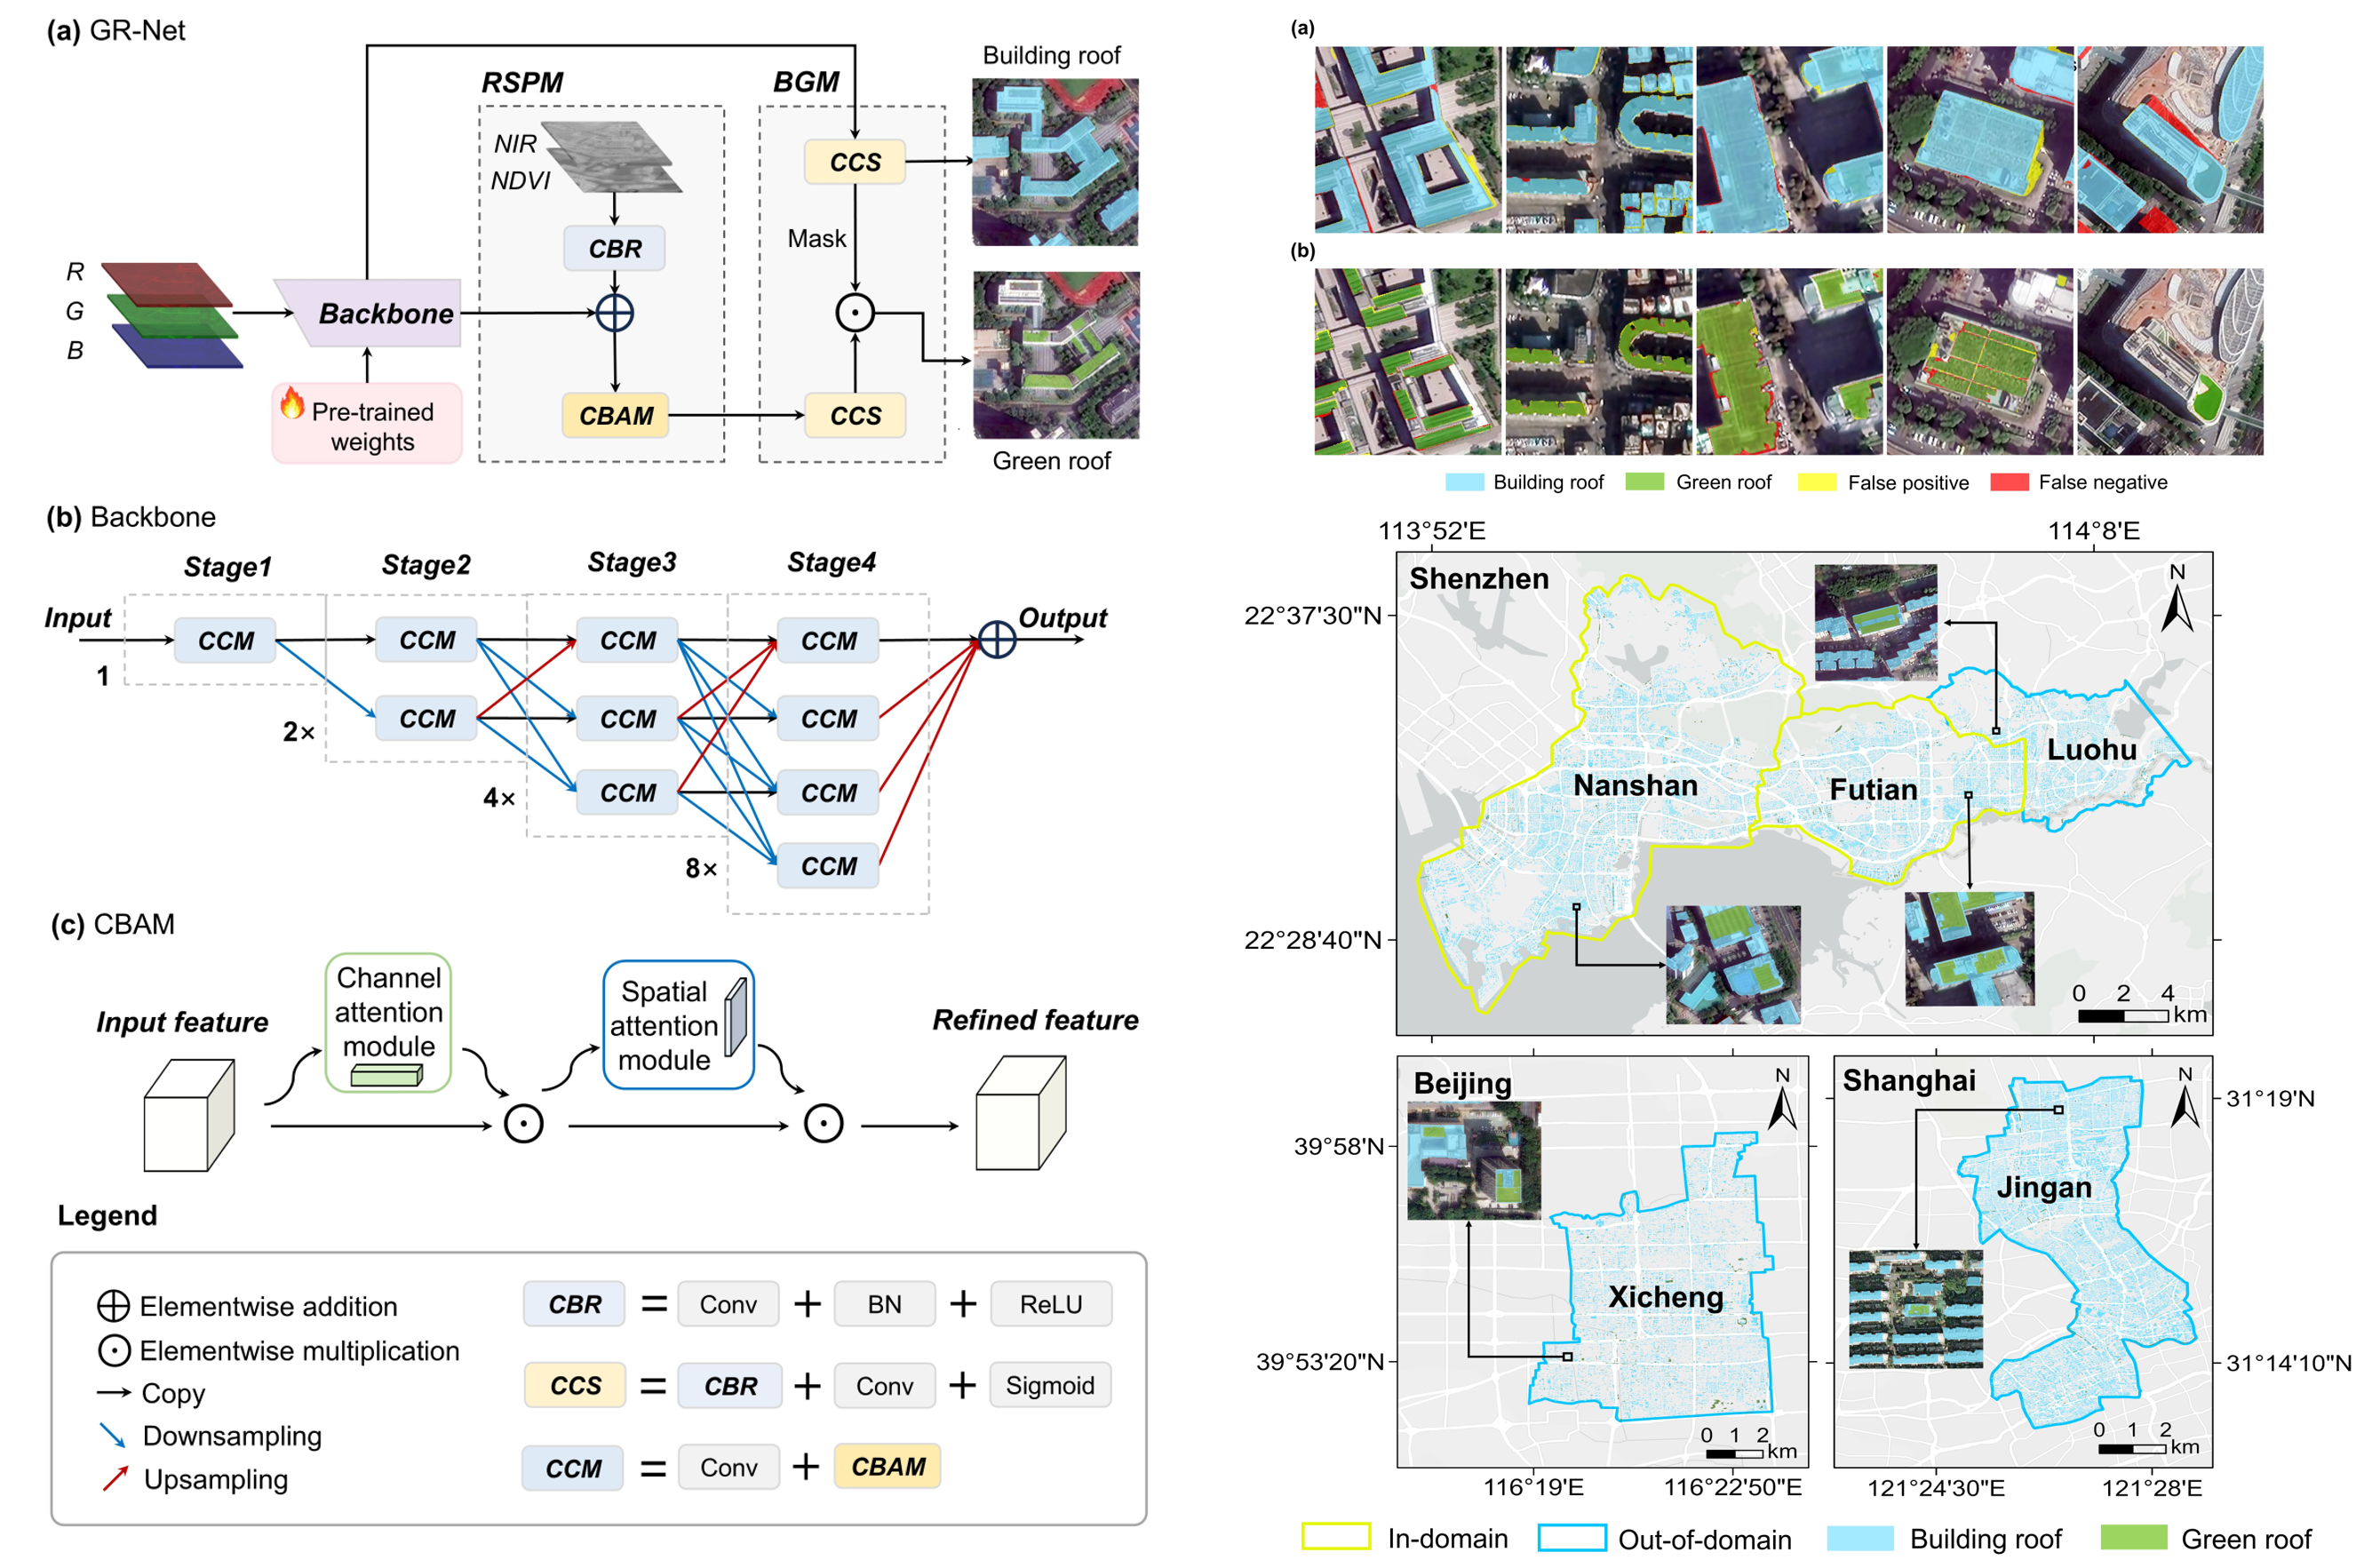 (a) GR-Net
RSPM
BGM
Building roof
NIR
NDVI
CCS
CBR
Mask
R
G
B
Backbone
Pre-trained
weights
CBAM
CCS
Green roof
(b) Backbone
Stage1
Stage2
Stage3
Stage4
Input
CCM
CCM
CCM
CCM
Output
1
CCM
CCM
CCM
2×
CCM
CCM
4×
CCM
8×
(c) CBAM
Input feature
Channel
attention
module
Spatial
attention
module
Refined feature
Legend
Elementwise addition
Elementwise multiplication
Copy
Downsampling
Upsampling
CBR = Conv + BN + ReLU
CCS = CBR + Conv + Sigmoid
CCM = Conv + CBAM
(a)
(b)
Building roof
Green roof
False positive
False negative
113°52'E
114°8'E
Shenzhen
N
22°37'30"N
Luohu
Nanshan
Futian
22°28'40"N
0 2 4
km
Beijing
N
39°58'N
Xicheng
39°53'20"N
0 1 2
km
116°19'E
116°22'50"E
Shanghai
N
31°19'N
Jingan
31°14'10"N
0 1 2
km
121°24'30"E
121°28'E
In-domain
Out-of-domain
Building roof
Green roof